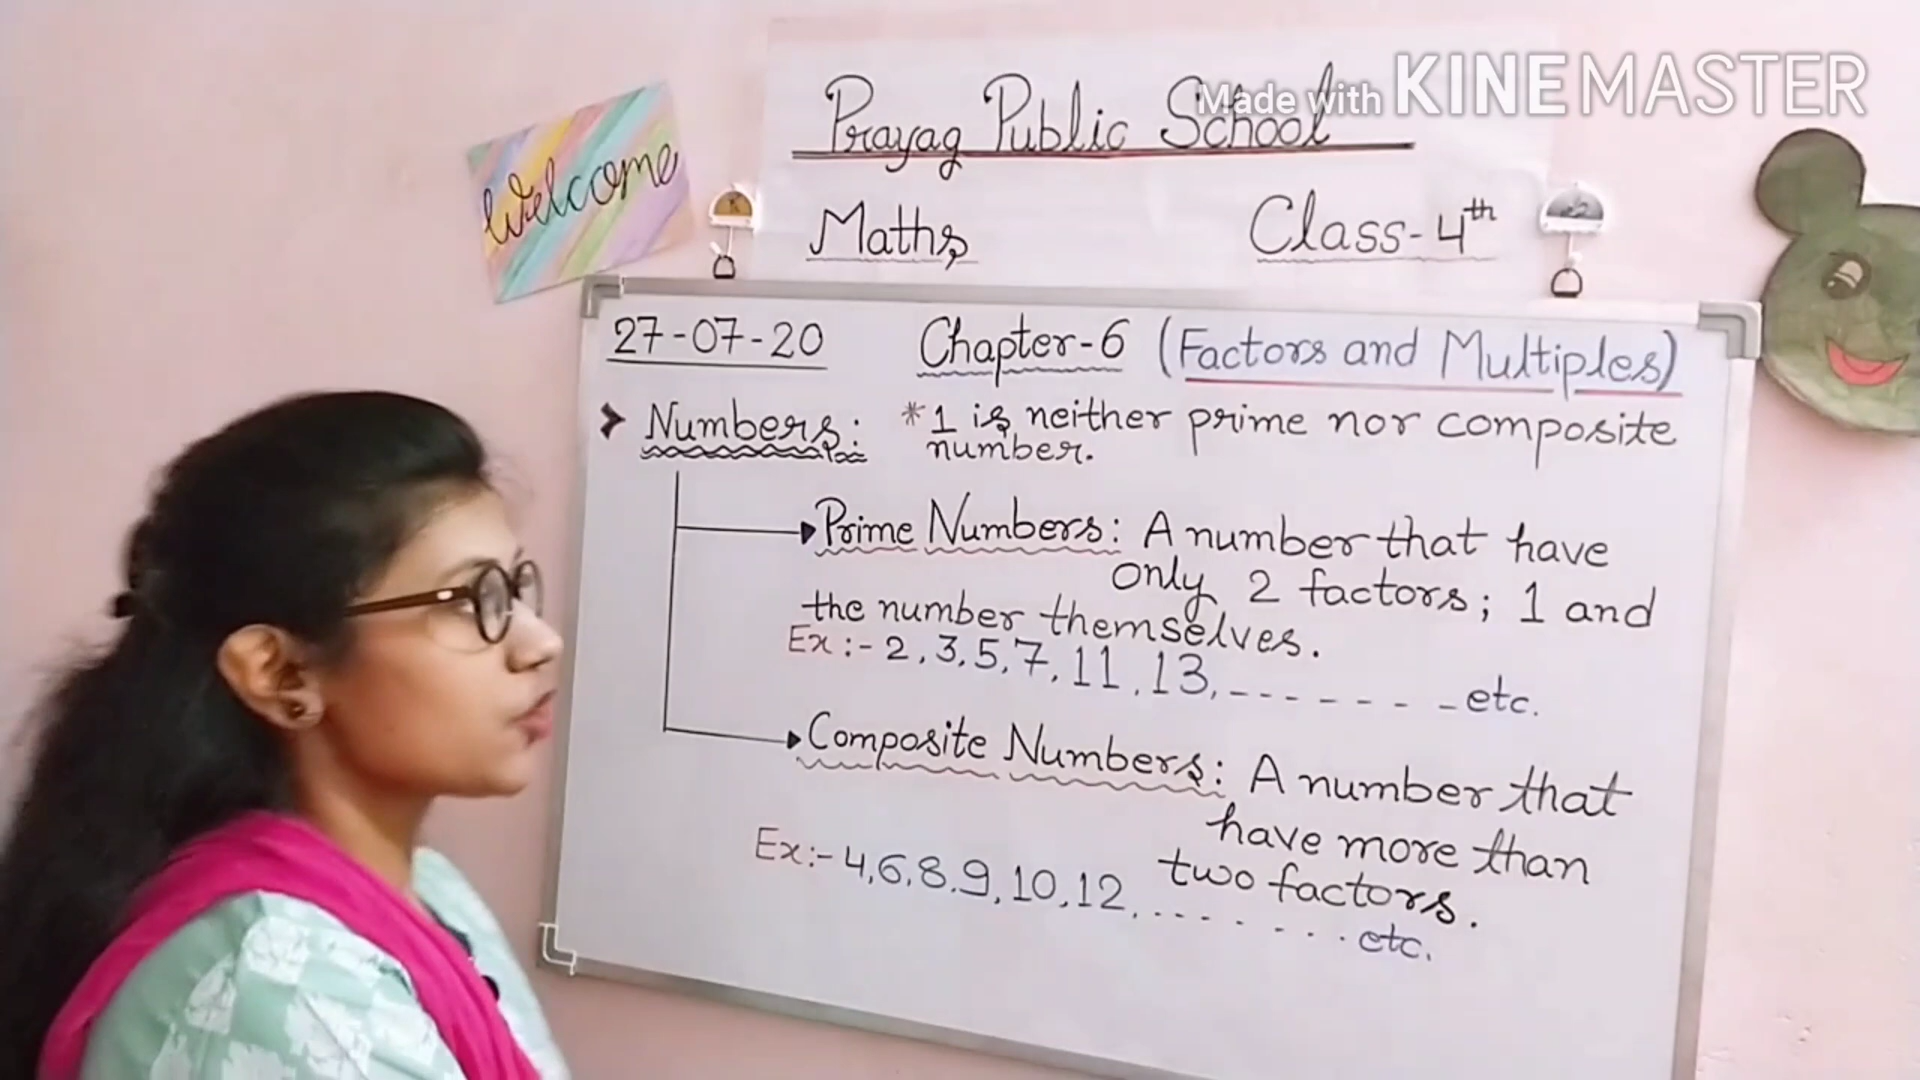 Made with KINEMASTER
welcome
Prayag Public School
Maths
Class-4th
27-07-20
Chapter-6 (Factors and Multiples)
Numbers: *1 is neither prime nor composite
number.
Prime Numbers: A number that have
only 2 factors; 1 and
the number themselves.
Ex:- 2, 3, 5, 7, 11, 13, - - - - - - - etc.
Composite Numbers: A number that
have more than
two factors.
Ex:- 4, 6, 8, 9, 10, 12, . . . . . . . . . etc.